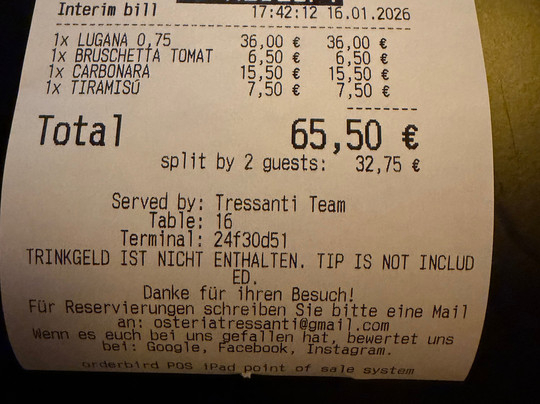 Interim bill 17:42:12 16.01.2026
1x LUGANA 0,75 36,00 € 36,00 €
1x BRUSCHETTA TOMAT 6,50 € 6,50 €
1x CARBONARA 15,50 € 15,50 €
1x TIRAMISÚ 7,50 € 7,50 €
Total 65,50 €
split by 2 guests: 32,75 €
Served by: Tressanti Team
Table: 16
Terminal: 24f30d51
TRINKGELD IST NICHT ENTHALTEN. TIP IS NOT INCLUD
ED.
Danke für ihren Besuch!
Für Reservierungen schreiben Sie bitte eine Mail
an: osteriatressanti@gmail.com
Wenn es euch bei uns gefallen hat, bewertet uns
bei: Google, Facebook, Instagram.
orderbird POS iPad point of sale system